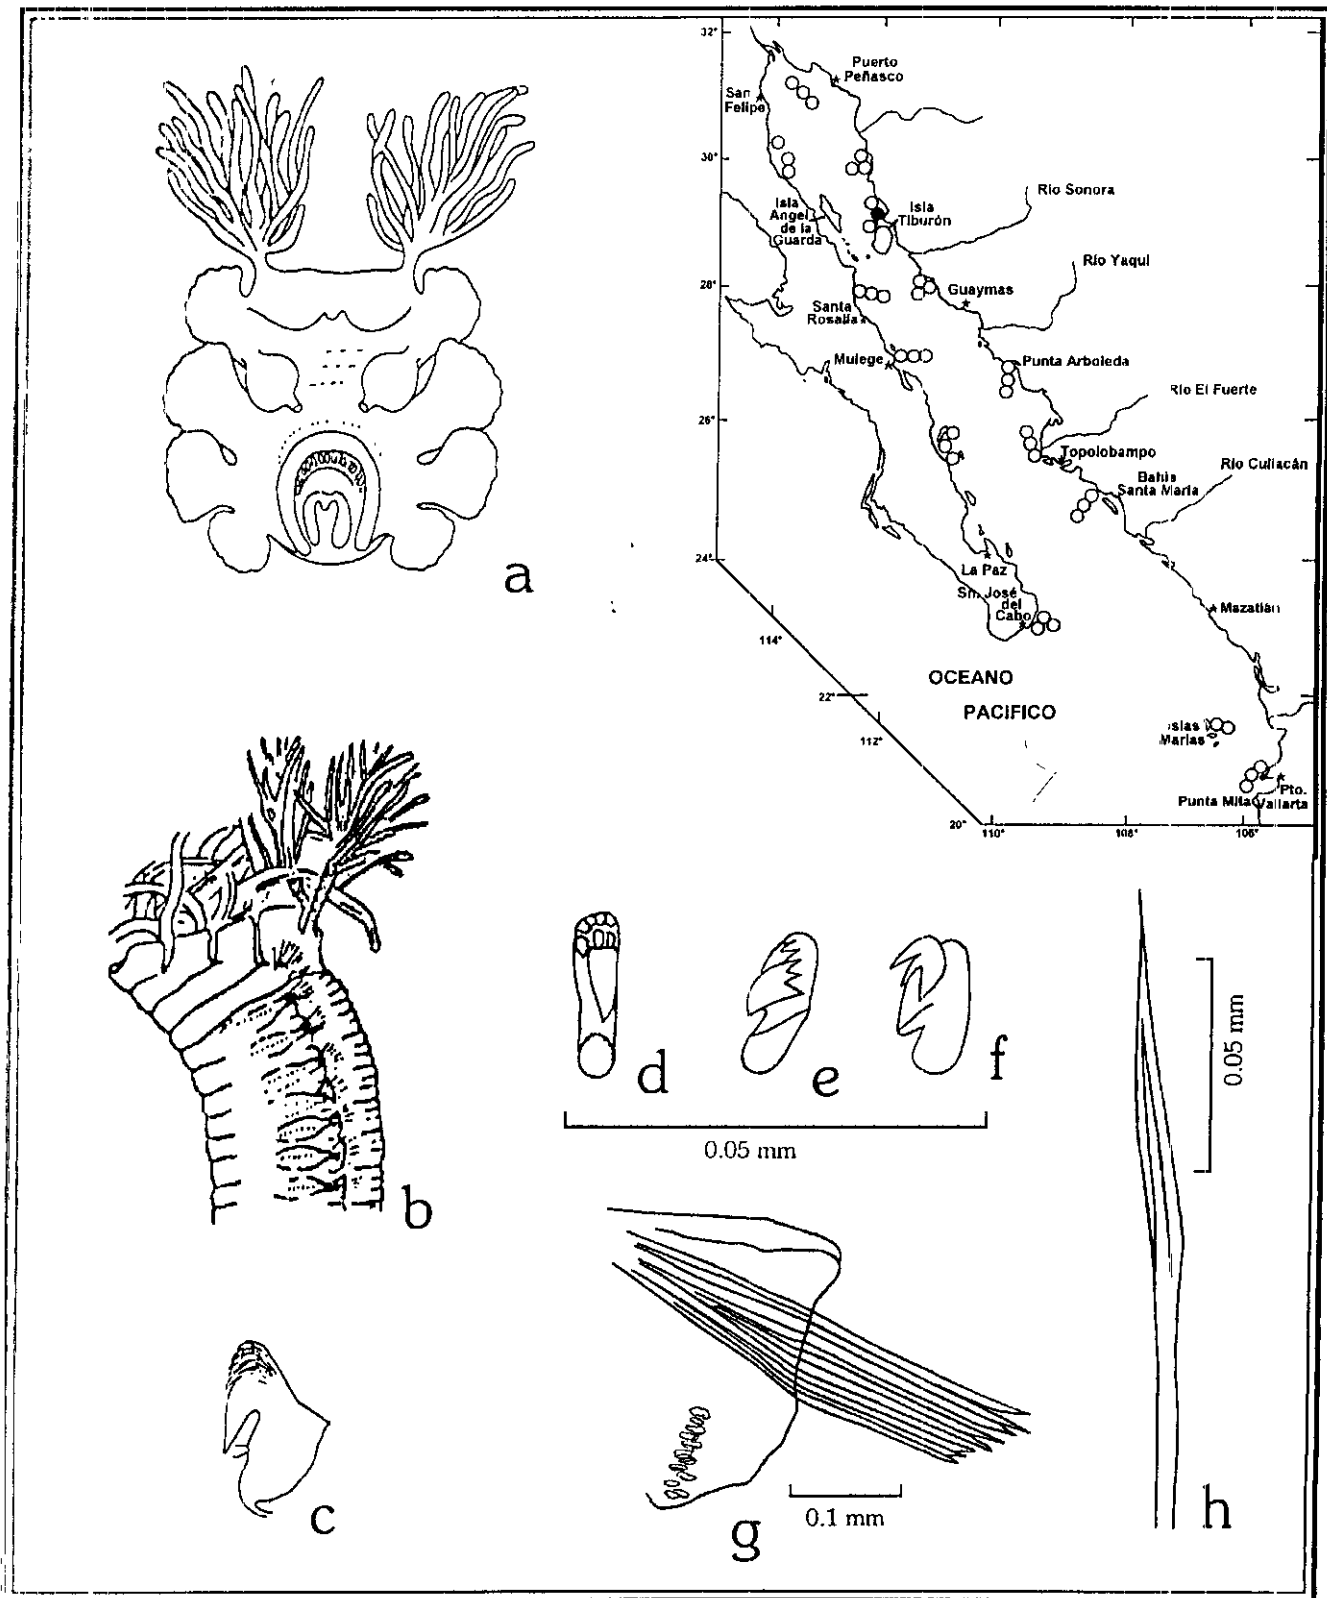 32°
Puerto
Peñasco
San
Felipe
30°
Río Sonora
Isla
Angel
de la
Guarda
Isla
Tiburón
Río Yaqui
28°
Guaymas
Santa
Rosalía
Mulege
Punta Arboleda
Río El Fuerte
26°
Topolobampo
Río Culiacán
Bahía
Santa María
24°
La Paz
Sn. José
del
Cabo
Mazatlán
114°
OCEANO
PACIFICO
22°
112°
Islas
Marías
Punta Mita
Pto.
Vallarta
20°
110°
108°
106°
a
b
c
d
e
f
0.05 mm
0.05 mm
g
0.1 mm
h